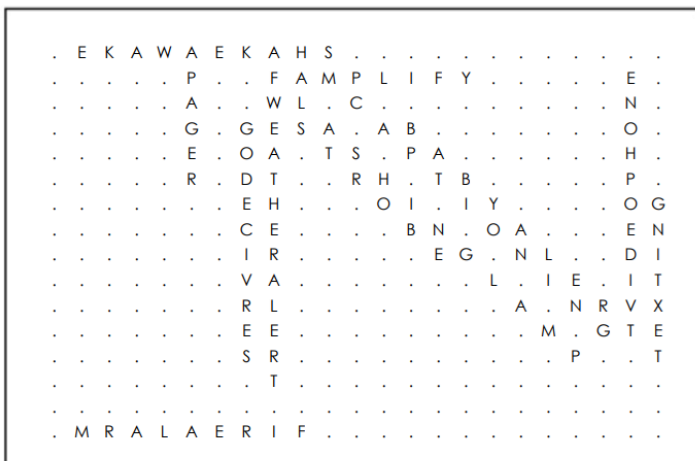 . E K A W A E K A H S . . . . . . . . . . . .
. . . . . P . . F A M P L I F Y . . . . . E .
. . . . . A . . W L . C . . . . . . . . . N .
. . . . . G . G E S A . A B . . . . . . . O .
. . . . . E . O A . T S . P A . . . . . . H .
. . . . . R . D T . . R H . T B . . . . . P .
. . . . . . . E H . . . O I . I Y . . . . O G
. . . . . . . C E . . . . B N . O A . . . E N
. . . . . . . I R . . . . . E G . N L . . D I
. . . . . . . V A . . . . . . . L . I E . I T
. . . . . . . R L . . . . . . . . A . N R V X
. . . . . . . E E . . . . . . . . . M . G T E
. . . . . . . S R . . . . . . . . . . P . . T
. . . . . . . . T . . . . . . . . . . . . . .
. . . . . . . . . . . . . . . . . . . . . . .
. M R A L A E R I F . . . . . . . . . . . . .